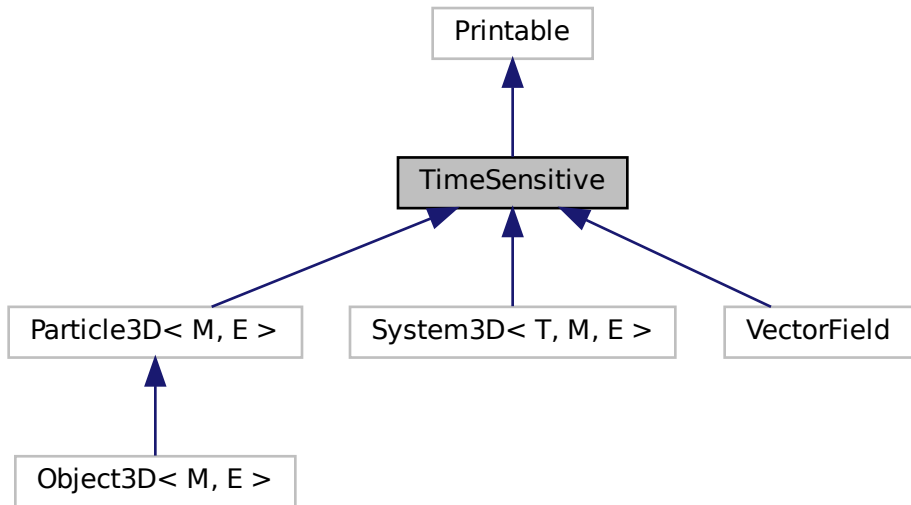 Printable
TimeSensitive
Particle3D< M, E >
System3D< T, M, E >
VectorField
Object3D< M, E >